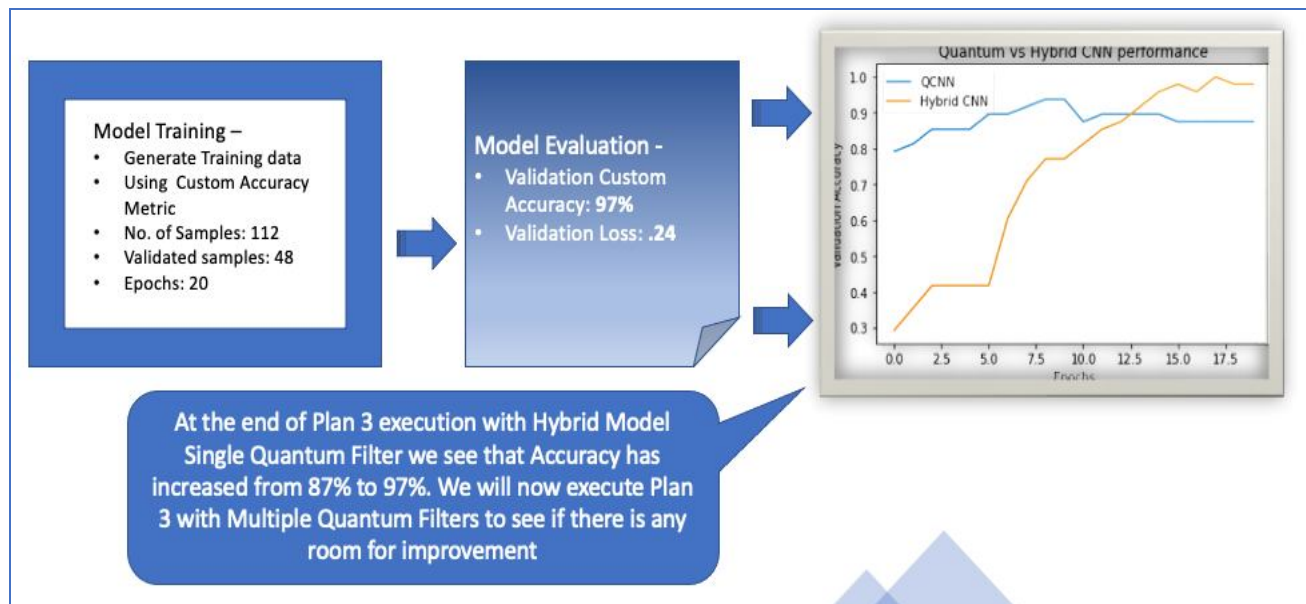 Model Training –
• Generate Training data
• Using Custom Accuracy
Metric
• No. of Samples: 112
• Validated samples: 48
• Epochs: 20
Model Evaluation -
• Validation Custom
Accuracy: 97%
• Validation Loss: .24
Quantum vs Hybrid CNN performance
QCNN
Hybrid CNN
1.0
0.9
0.8
0.7
0.6
0.5
0.4
0.3
Validation Accuracy
0.0 2.5 5.0 7.5 10.0 12.5 15.0 17.5
Epochs
At the end of Plan 3 execution with Hybrid Model
Single Quantum Filter we see that Accuracy has
increased from 87% to 97%. We will now execute Plan
3 with Multiple Quantum Filters to see if there is any
room for improvement